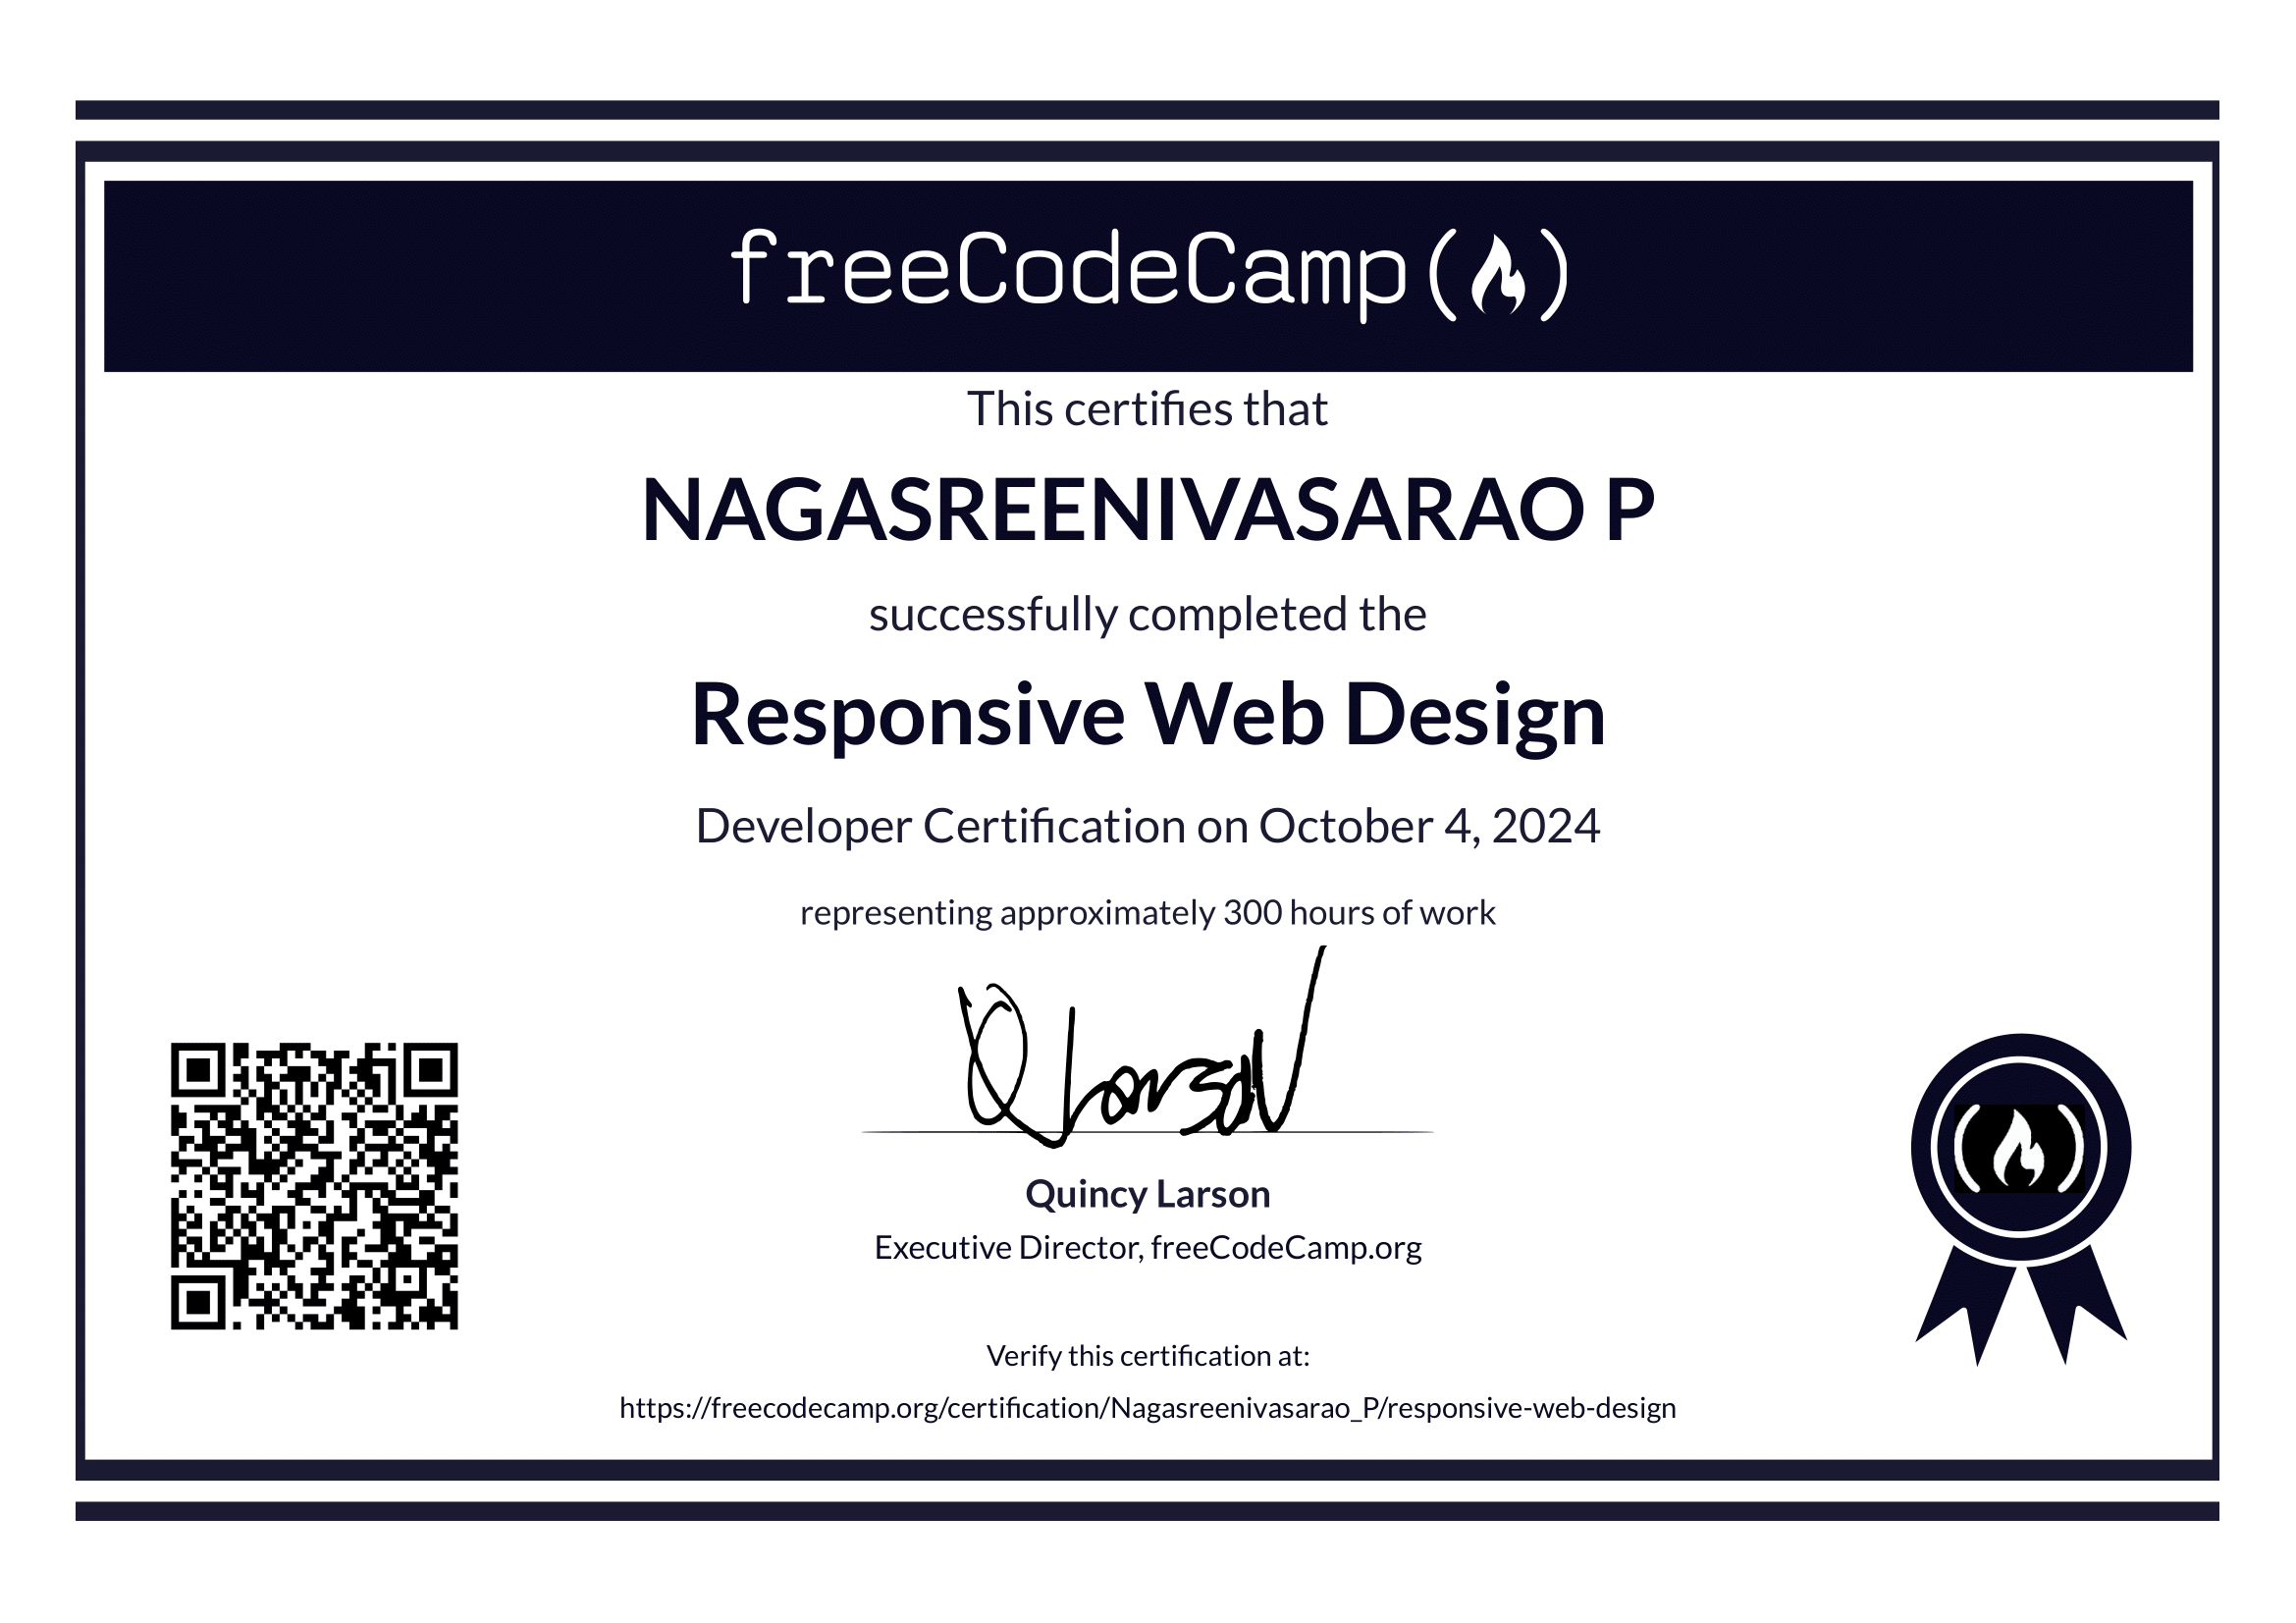 freeCodeCamp
This certifies that
NAGASREENIVASARAO P
successfully completed the
Responsive Web Design
Developer Certification on October 4, 2024
representing approximately 300 hours of work
Quincy Larson
Executive Director, freeCodeCamp.org
Verify this certification at:
https://freecodecamp.org/certification/Nagasreenivasarao_P/responsive-web-design